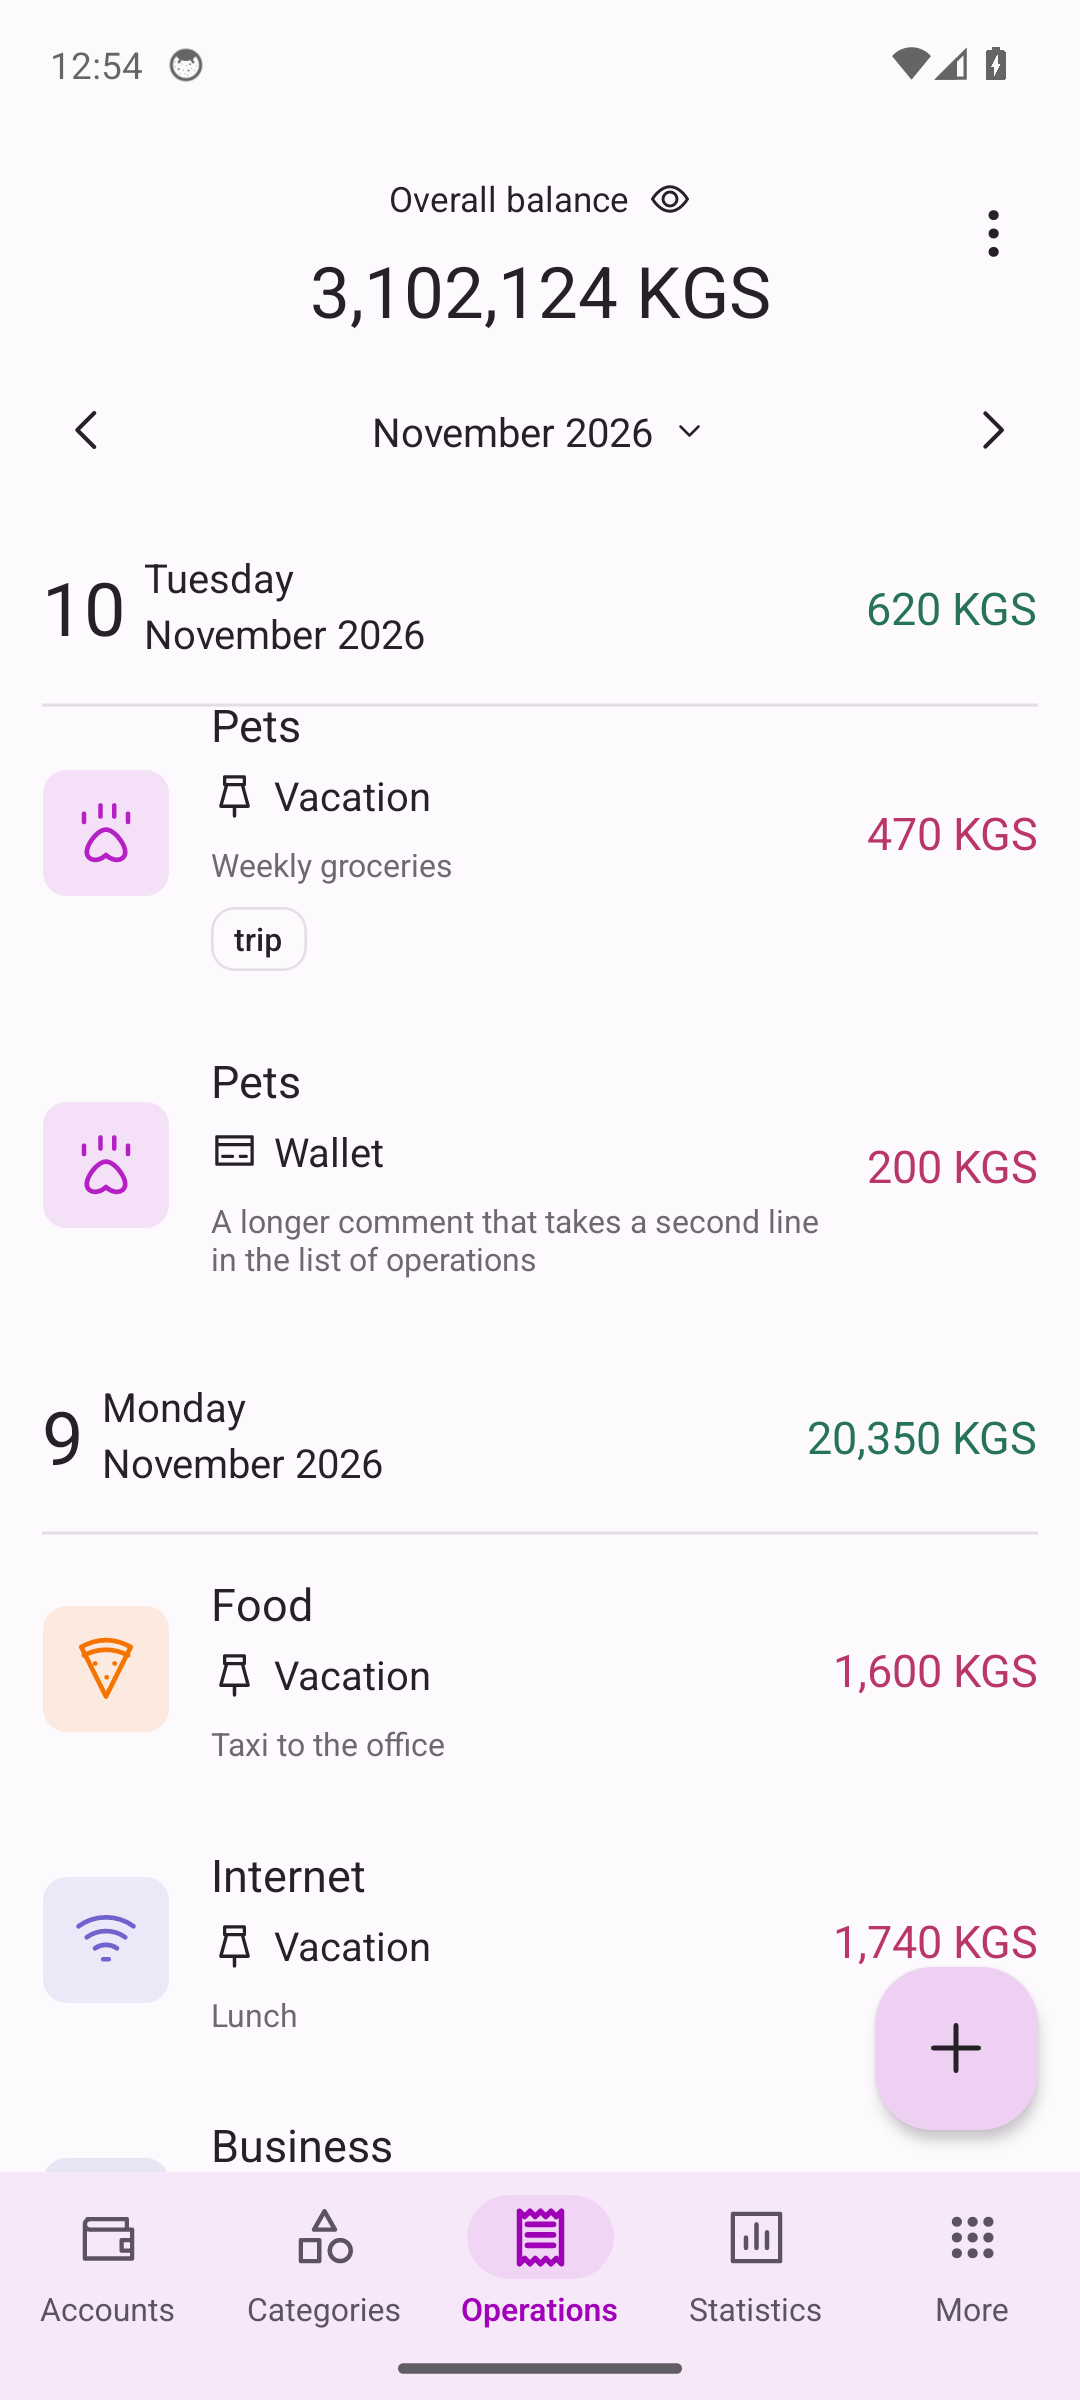 12:54
Overall balance
3,102,124 KGS
November 2026
10
Tuesday
November 2026
620 KGS
Pets
Vacation
470 KGS
Weekly groceries
trip
Pets
Wallet
200 KGS
A longer comment that takes a second line
in the list of operations
9
Monday
November 2026
20,350 KGS
Food
Vacation
1,600 KGS
Taxi to the office
Internet
Vacation
1,740 KGS
Lunch
Business
Accounts
Categories
Operations
Statistics
More